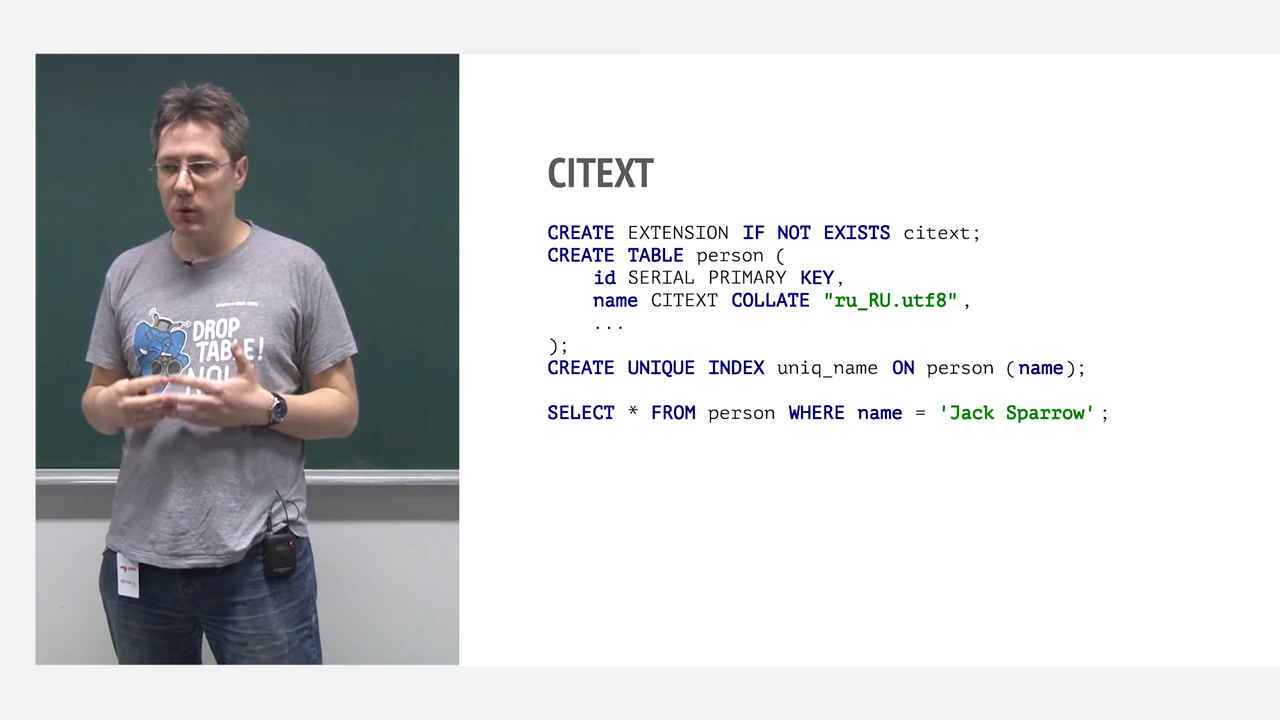 DROP
TABLE!
NO!
CITEXT
CREATE EXTENSION IF NOT EXISTS citext;
CREATE TABLE person (
    id SERIAL PRIMARY KEY,
    name CITEXT COLLATE "ru_RU.utf8",
    ...
);
CREATE UNIQUE INDEX uniq_name ON person (name);
SELECT * FROM person WHERE name = 'Jack Sparrow';